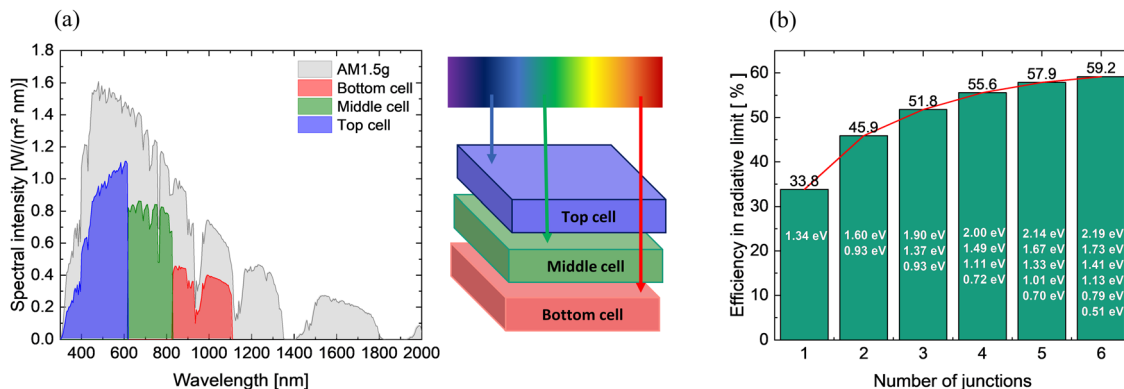 (a)
1.8
1.6
1.4
1.2
1.0
0.8
0.6
0.4
0.2
0.0
Spectral intensity [W/(m² nm)]
AM1.5g
Bottom cell
Middle cell
Top cell
400 600 800 1000 1200 1400 1600 1800 2000
Wavelength [nm]
Top cell
Middle cell
Bottom cell
(b)
60
50
40
30
20
10
0
Efficiency in radiative limit [ % ]
33.8
45.9
51.8
55.6
57.9
59.2
1.34 eV
1.60 eV
0.93 eV
1.90 eV
1.37 eV
0.93 eV
2.00 eV
1.49 eV
1.11 eV
0.72 eV
2.14 eV
1.67 eV
1.33 eV
1.01 eV
0.70 eV
2.19 eV
1.73 eV
1.41 eV
1.13 eV
0.79 eV
0.51 eV
1 2 3 4 5 6
Number of junctions